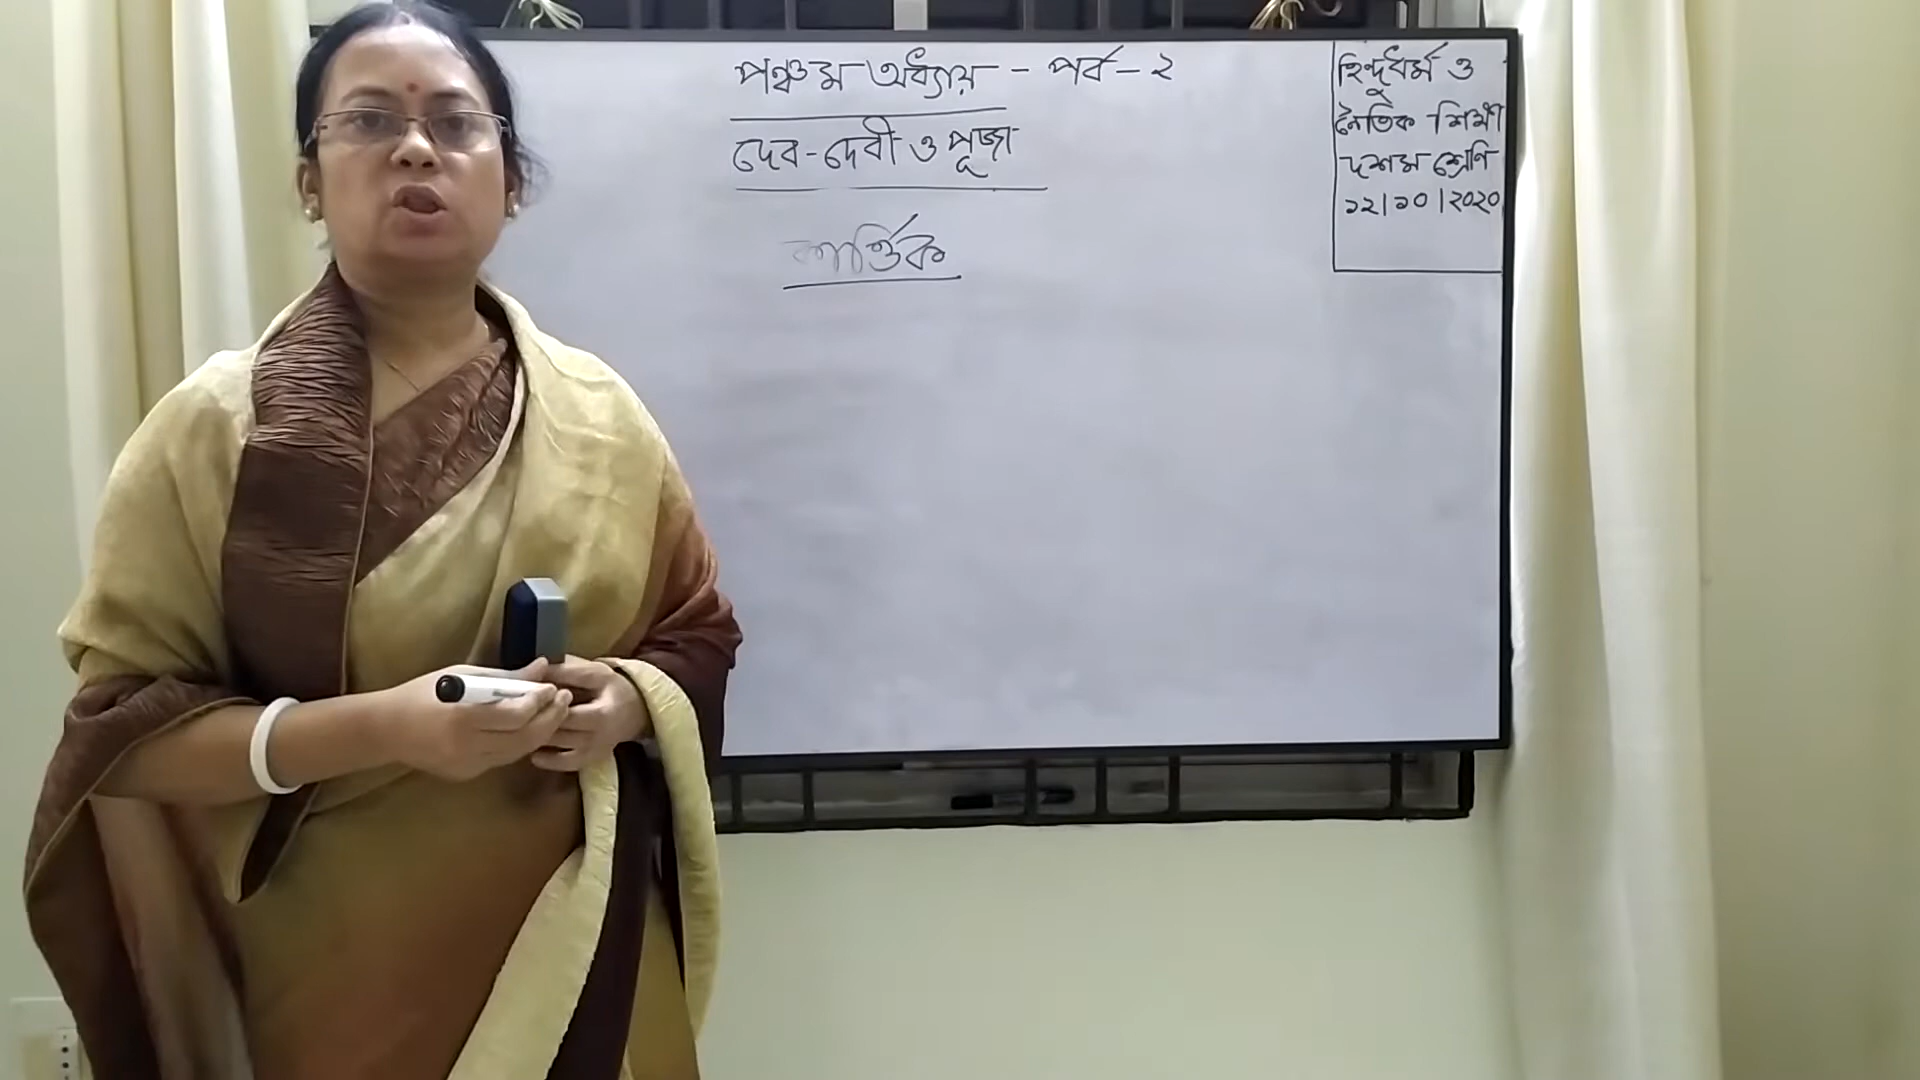 পঞ্চম অধ্যায় - পর্ব - ২
দেব-দেবী ও পূজা
কার্ত্তিক
হিন্দুধর্ম ও
নৈতিক শিক্ষা
দশম শ্রেণি
১২|১০|২০২০